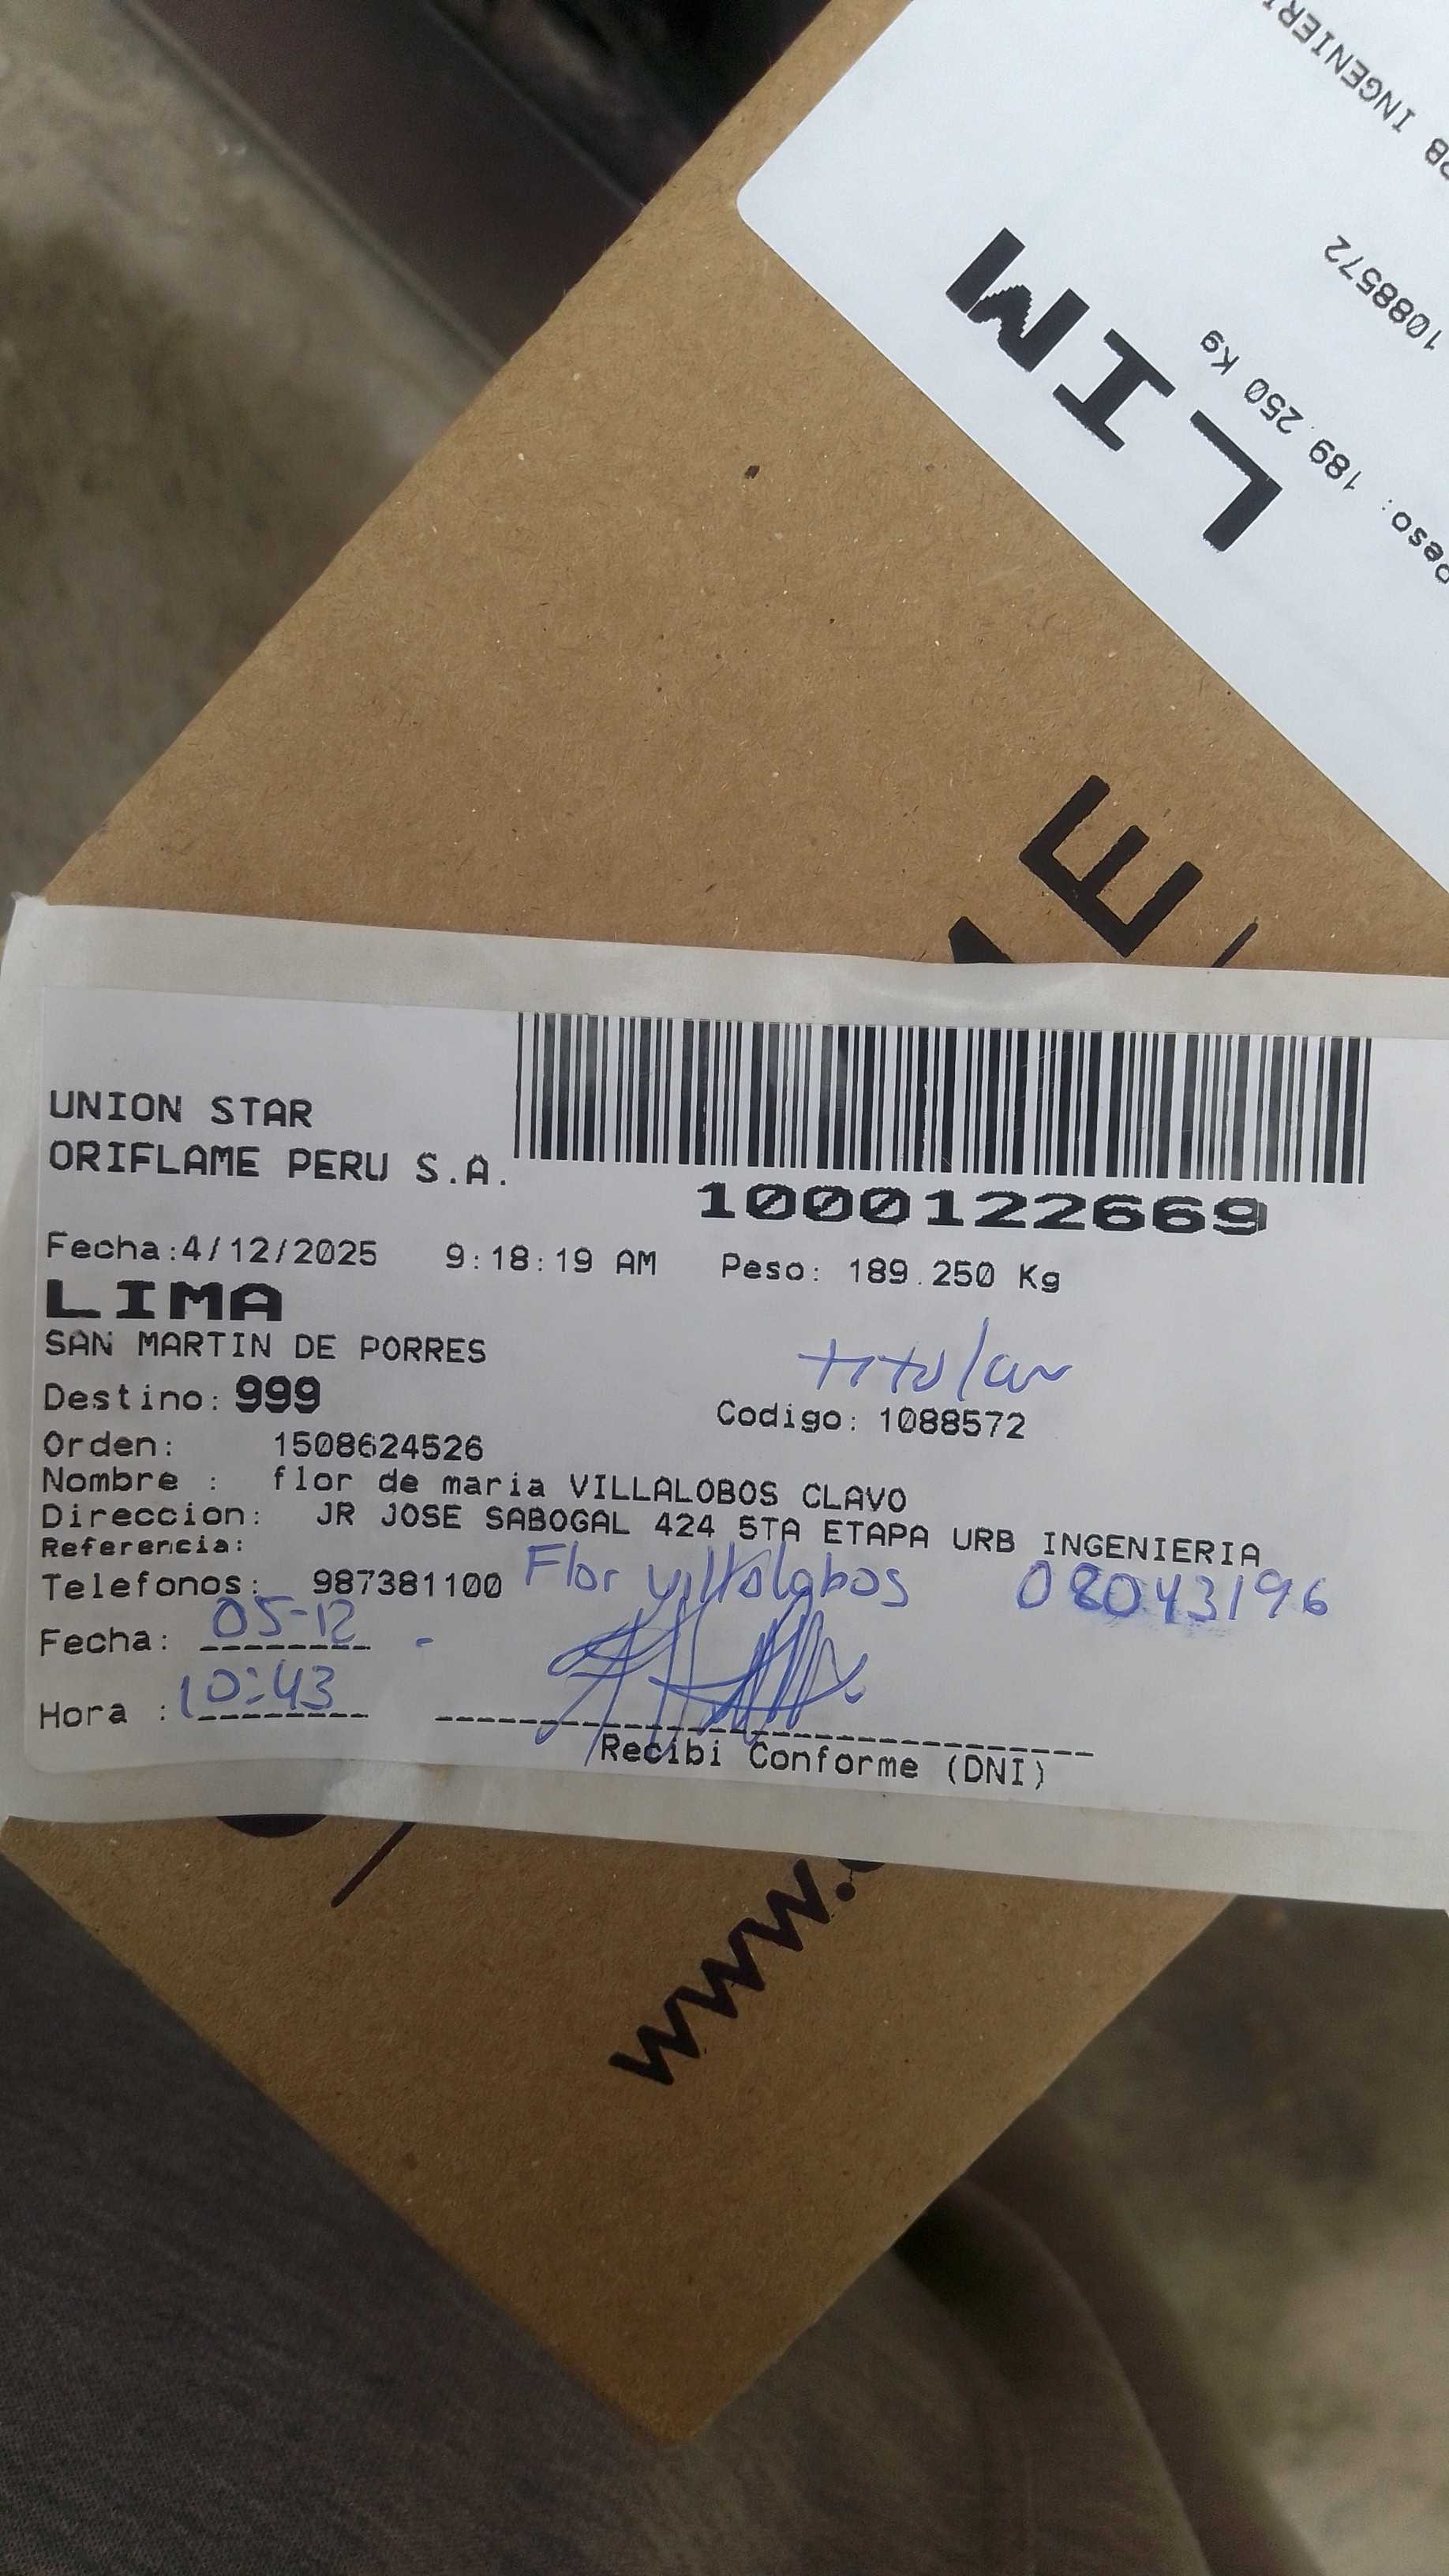 RB INGENIERI
1088572
Peso: 189.250 Kg
LIM
E
UNION STAR
ORIFLAME PERU S.A.
1000122669
Fecha:4/12/2025 9:18:19 AM Peso: 189.250 Kg
LIMA
SAN MARTIN DE PORRES
titular
Destino: 999
Codigo: 1088572
Orden: 1508624526
Nombre : flor de maria VILLALOBOS CLAVO
Direccion: JR JOSE SABOGAL 424 5TA ETAPA URB INGENIERIA
Referencia:
Telefonos: 987381100 Flor villalobos 08043196
Fecha: 05-12
Hora : 10:43
Recibi Conforme (DNI)
www.